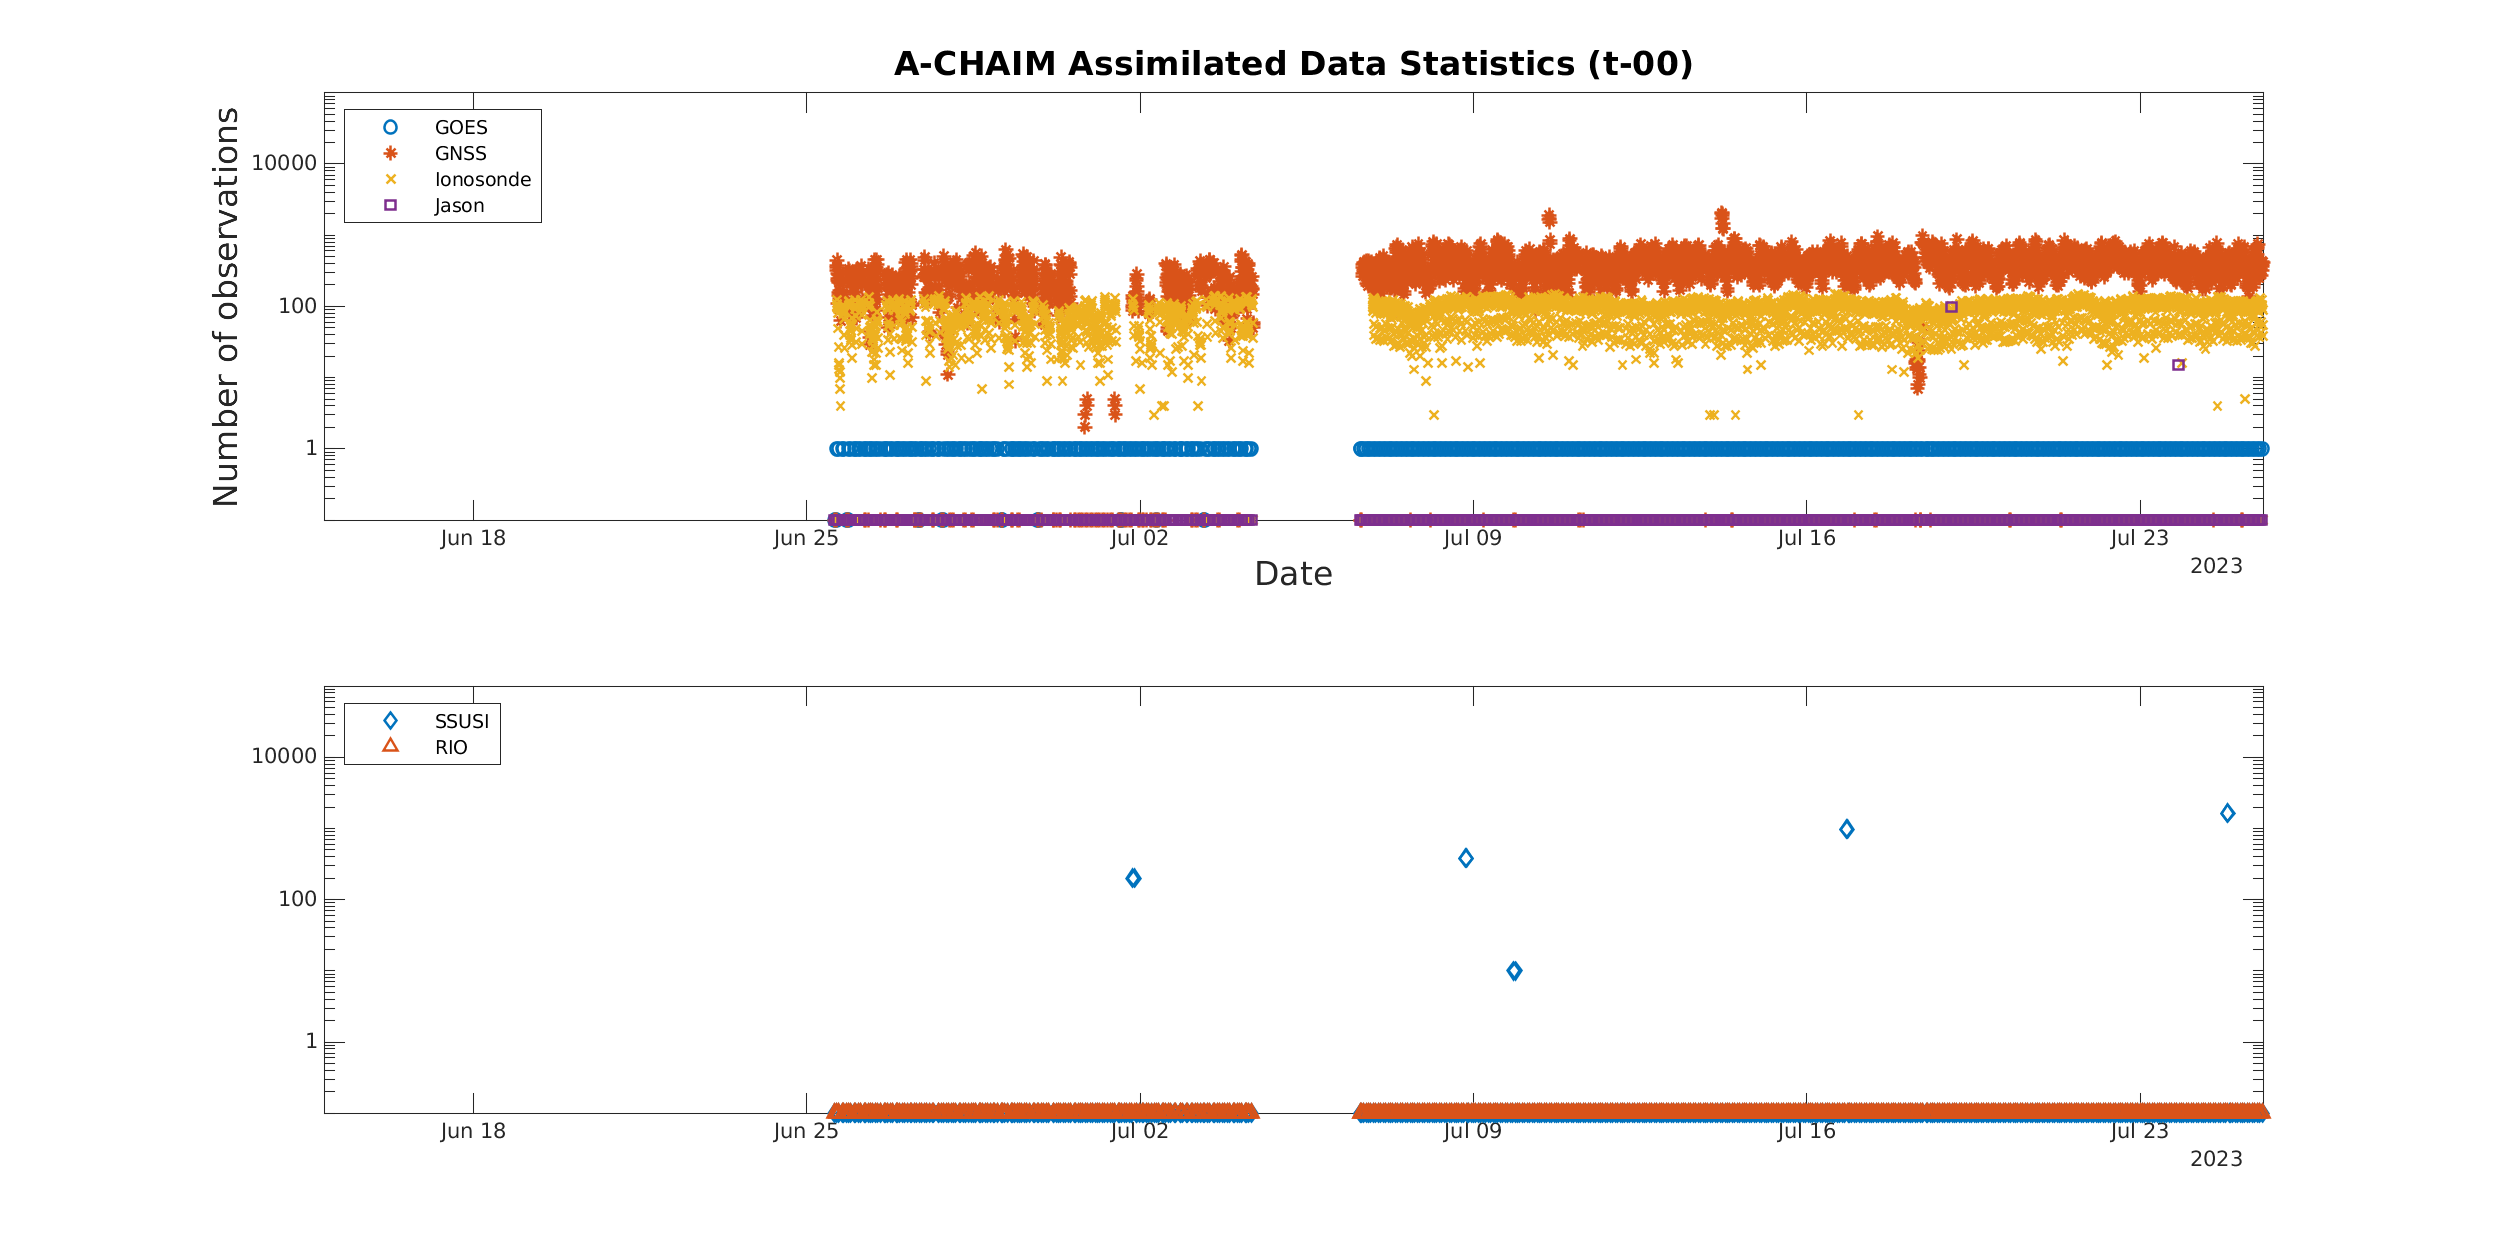 A-CHAIM Assimilated Data Statistics (t-00)
Number of observations
GOES
GNSS
Ionosonde
Jason
10000
100
1
Jun 18 Jun 25 Jul 02 Jul 09 Jul 16 Jul 23
2023
Date
SSUSI
RIO
10000
100
1
Jun 18 Jun 25 Jul 02 Jul 09 Jul 16 Jul 23
2023